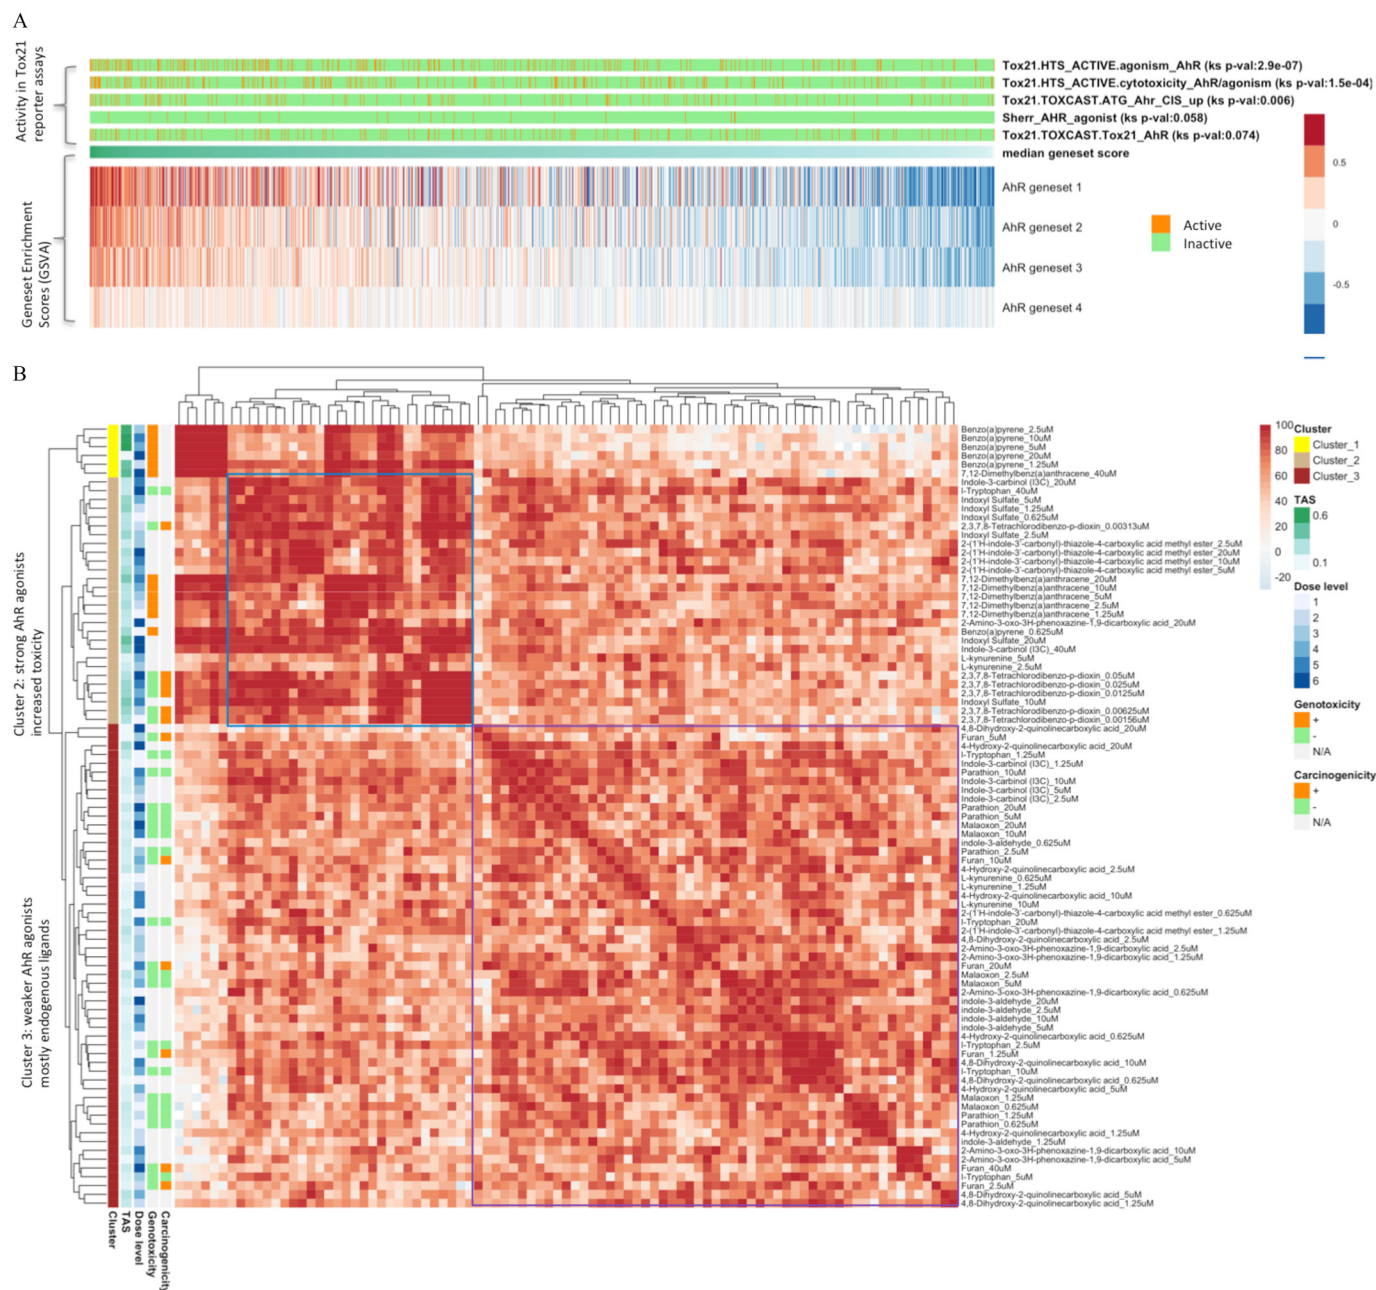 A
Activity in Tox21
reporter assays
Tox21.HTS_ACTIVE.agonism_AhR (ks p-val:2.9e-07)
Tox21.HTS_ACTIVE.cytotoxicity_AhR/agonism (ks p-val:1.5e-04)
Tox21.TOXCAST.ATG_Ahr_CIS_up (ks p-val:0.006)
Sherr_AHR_agonist (ks p-val:0.058)
Tox21.TOXCAST.Tox21_AhR (ks p-val:0.074)
median geneset score
Geneset Enrichment
Scores (GSVA)
AhR geneset 1
AhR geneset 2
AhR geneset 3
AhR geneset 4
Active
Inactive
0.5
0
-0.5
B
Cluster 2: strong AhR agonists
increased toxicity
Cluster 3: weaker AhR agonists
mostly endogenous ligands
Benzo(a)pyrene_2.5uM
Benzo(a)pyrene_10uM
Benzo(a)pyrene_5uM
Benzo(a)pyrene_20uM
Benzo(a)pyrene_1.25uM
7,12-Dimethylbenz(a)anthracene_40uM
Indole-3-carbinol (I3C)_20uM
l-Tryptophan_40uM
Indoxyl Sulfate_5uM
Indoxyl Sulfate_1.25uM
Indoxyl Sulfate_0.625uM
2,3,7,8-Tetrachlorodibenzo-p-dioxin_0.00313uM
Indoxyl Sulfate_2.5uM
2-(1'H-indole-3'-carbonyl)-thiazole-4-carboxylic acid methyl ester_2.5uM
2-(1'H-indole-3'-carbonyl)-thiazole-4-carboxylic acid methyl ester_20uM
2-(1'H-indole-3'-carbonyl)-thiazole-4-carboxylic acid methyl ester_10uM
2-(1'H-indole-3'-carbonyl)-thiazole-4-carboxylic acid methyl ester_5uM
7,12-Dimethylbenz(a)anthracene_20uM
7,12-Dimethylbenz(a)anthracene_10uM
7,12-Dimethylbenz(a)anthracene_5uM
7,12-Dimethylbenz(a)anthracene_2.5uM
7,12-Dimethylbenz(a)anthracene_1.25uM
2-Amino-3-oxo-3H-phenoxazine-1,9-dicarboxylic acid_20uM
Benzo(a)pyrene_0.625uM
Indoxyl Sulfate_20uM
Indole-3-carbinol (I3C)_40uM
L-kynurenine_5uM
L-kynurenine_2.5uM
2,3,7,8-Tetrachlorodibenzo-p-dioxin_0.05uM
2,3,7,8-Tetrachlorodibenzo-p-dioxin_0.025uM
2,3,7,8-Tetrachlorodibenzo-p-dioxin_0.0125uM
Indoxyl Sulfate_10uM
2,3,7,8-Tetrachlorodibenzo-p-dioxin_0.00625uM
2,3,7,8-Tetrachlorodibenzo-p-dioxin_0.00156uM
4,8-Dihydroxy-2-quinolinecarboxylic acid_20uM
Furan_5uM
4-Hydroxy-2-quinolinecarboxylic acid_20uM
l-Tryptophan_1.25uM
Indole-3-carbinol (I3C)_1.25uM
Parathion_10uM
Indole-3-carbinol (I3C)_10uM
Indole-3-carbinol (I3C)_5uM
Indole-3-carbinol (I3C)_2.5uM
Parathion_20uM
Parathion_5uM
Malaoxon_20uM
Malaoxon_10uM
indole-3-aldehyde_0.625uM
Parathion_2.5uM
Furan_10uM
4-Hydroxy-2-quinolinecarboxylic acid_2.5uM
L-kynurenine_0.625uM
L-kynurenine_1.25uM
4-Hydroxy-2-quinolinecarboxylic acid_10uM
L-kynurenine_10uM
2-(1'H-indole-3'-carbonyl)-thiazole-4-carboxylic acid methyl ester_0.625uM
l-Tryptophan_20uM
2-(1'H-indole-3'-carbonyl)-thiazole-4-carboxylic acid methyl ester_1.25uM
4,8-Dihydroxy-2-quinolinecarboxylic acid_2.5uM
2-Amino-3-oxo-3H-phenoxazine-1,9-dicarboxylic acid_2.5uM
2-Amino-3-oxo-3H-phenoxazine-1,9-dicarboxylic acid_1.25uM
Furan_20uM
Malaoxon_2.5uM
Malaoxon_5uM
2-Amino-3-oxo-3H-phenoxazine-1,9-dicarboxylic acid_0.625uM
indole-3-aldehyde_20uM
indole-3-aldehyde_2.5uM
indole-3-aldehyde_10uM
indole-3-aldehyde_5uM
4-Hydroxy-2-quinolinecarboxylic acid_0.625uM
l-Tryptophan_2.5uM
Furan_1.25uM
4,8-Dihydroxy-2-quinolinecarboxylic acid_10uM
l-Tryptophan_10uM
4,8-Dihydroxy-2-quinolinecarboxylic acid_0.625uM
4-Hydroxy-2-quinolinecarboxylic acid_5uM
Malaoxon_1.25uM
Malaoxon_0.625uM
Parathion_1.25uM
Parathion_0.625uM
4-Hydroxy-2-quinolinecarboxylic acid_1.25uM
indole-3-aldehyde_1.25uM
2-Amino-3-oxo-3H-phenoxazine-1,9-dicarboxylic acid_10uM
2-Amino-3-oxo-3H-phenoxazine-1,9-dicarboxylic acid_5uM
Furan_40uM
l-Tryptophan_5uM
Furan_2.5uM
4,8-Dihydroxy-2-quinolinecarboxylic acid_5uM
4,8-Dihydroxy-2-quinolinecarboxylic acid_1.25uM
100
80
60
40
20
0
-20
Cluster
Cluster_1
Cluster_2
Cluster_3
TAS
0.6
0.1
Dose level
1
2
3
4
5
6
Genotoxicity
+
-
N/A
Carcinogenicity
+
-
N/A
Cluster
TAS
Dose level
Genotoxicity
Carcinogenicity